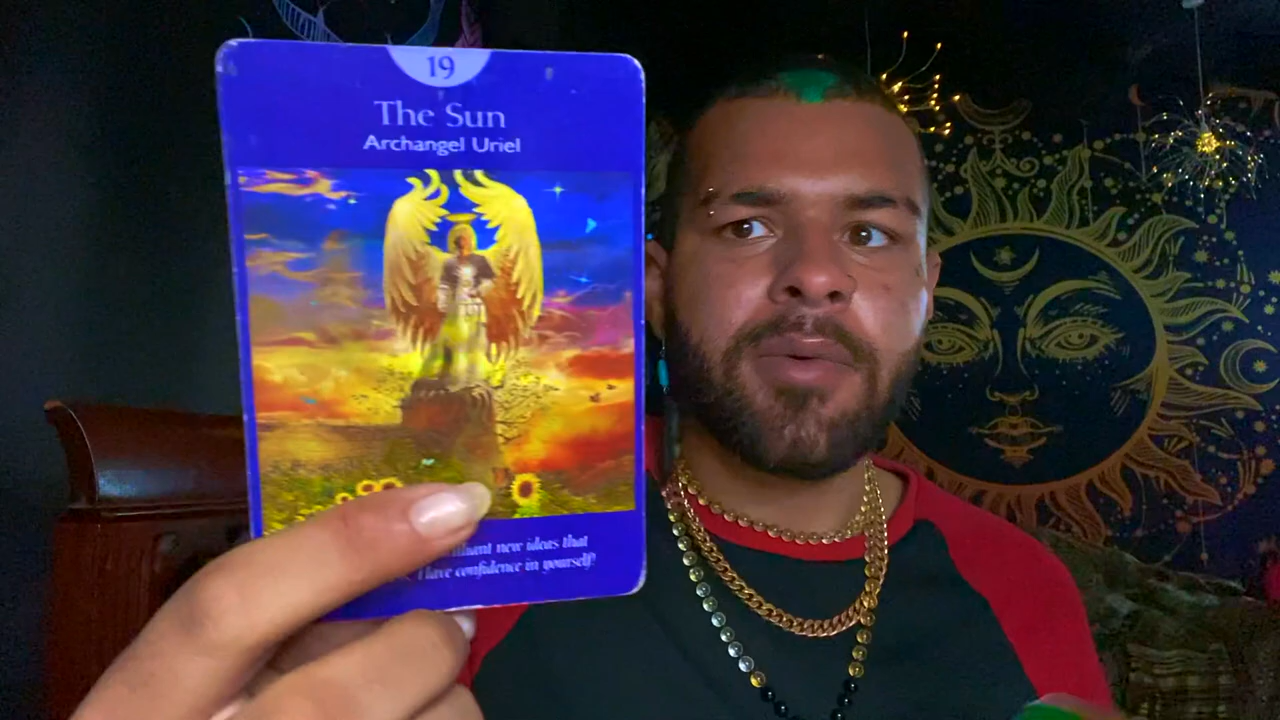 19
The Sun
Archangel Uriel
new ideas that
Have confidence in yourself!